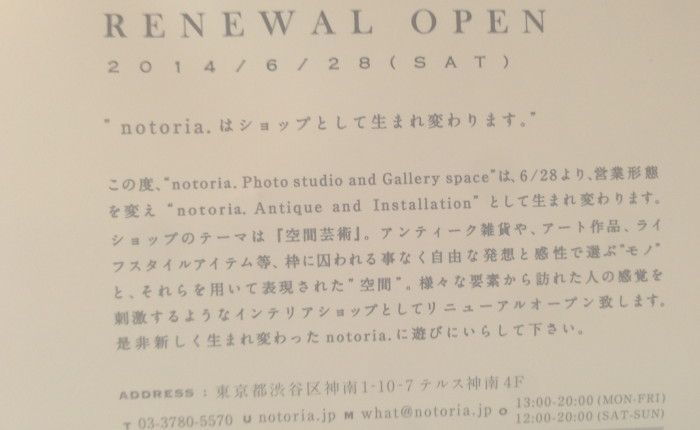 RENEWAL OPEN
2014/6/28(SAT)
"notoria.はショップとして生まれ変わります。"
この度、"notoria. Photo studio and Gallery space"は、6/28より、営業形態
を変え "notoria. Antique and Installation" として生まれ変わります。
ショップのテーマは『空間芸術』。アンティーク雑貨や、アート作品、ライ
フスタイルアイテム等、枠に囚われる事なく自由な発想と感性で選ぶ"モノ"
と、それらを用いて表現された"空間"。様々な要素から訪れた人の感覚を
刺激するようなインテリアショップとしてリニューアルオープン致します。
是非新しく生まれ変わったnotoria.に遊びにいらして下さい。
ADDRESS : 東京都渋谷区神南1-10-7 テルス神南4F
T 03-3780-5570 U notoria.jp M what@notoria.jp O 13:00-20:00 (MON-FRI)
12:00-20:00 (SAT-SUN)